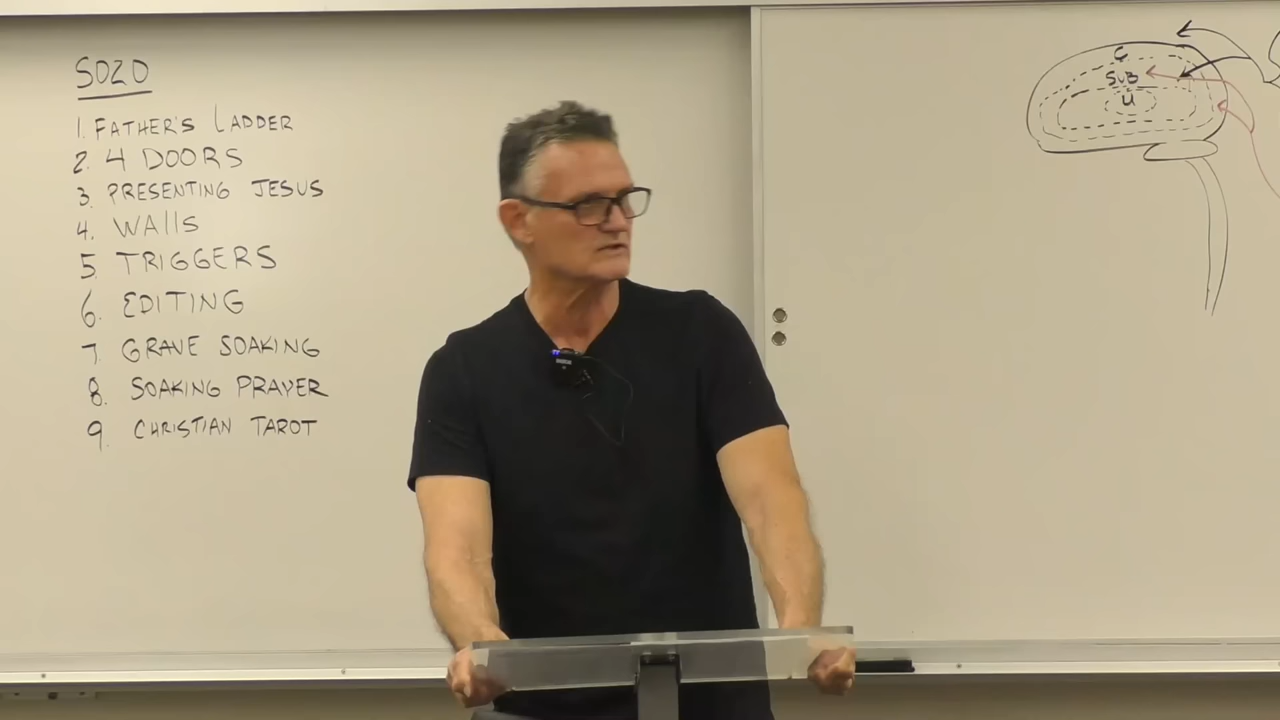 SOZO
1. FATHER'S LADDER
2. 4 DOORS
3. PRESENTING JESUS
4. WALLS
5. TRIGGERS
6. EDITING
7. GRAVE SOAKING
8. SOAKING PRAYER
9. CHRISTIAN TAROT
C
SUB
U